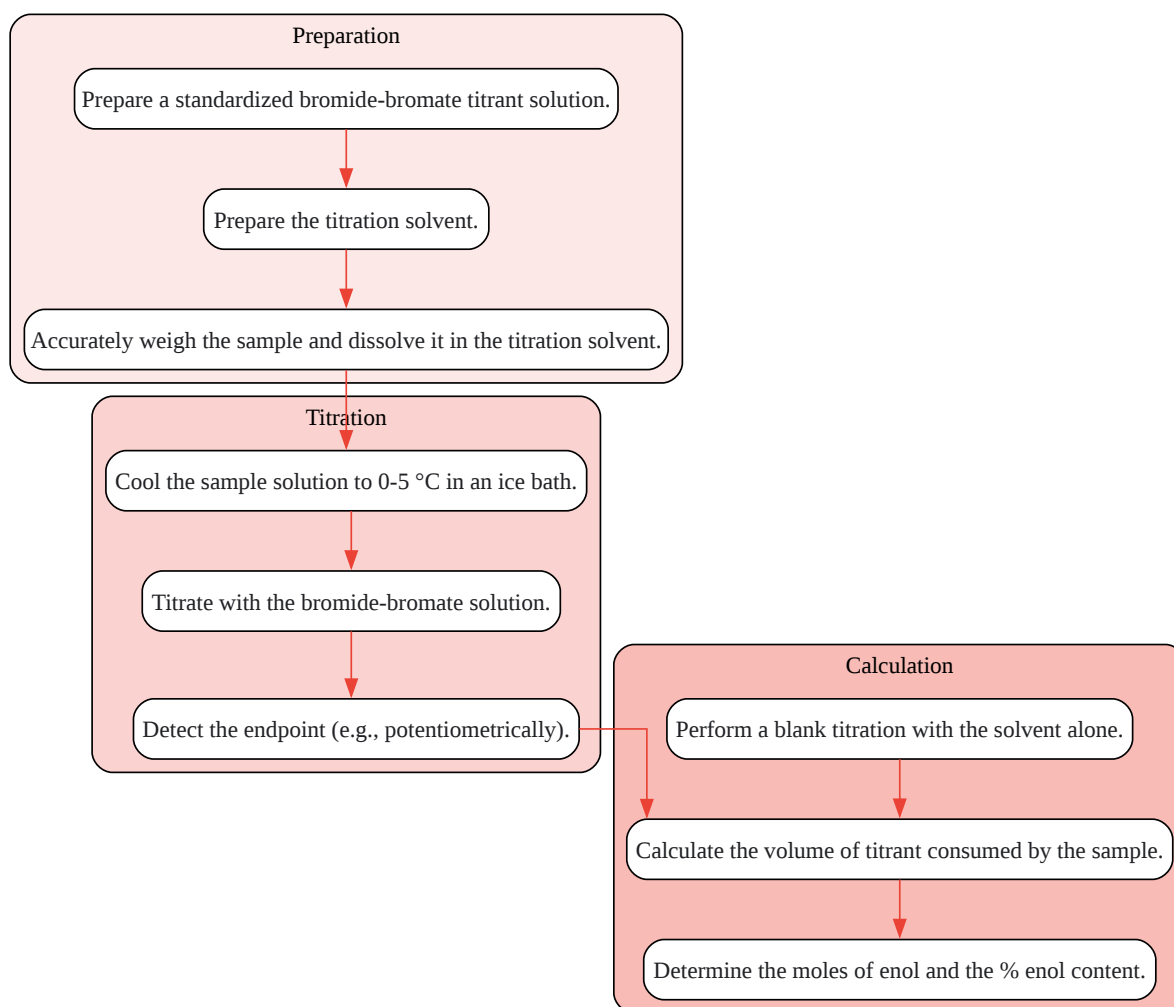 Preparation
Prepare a standardized bromide-bromate titrant solution.
Prepare the titration solvent.
Accurately weigh the sample and dissolve it in the titration solvent.
Titration
Cool the sample solution to 0-5 °C in an ice bath.
Titrate with the bromide-bromate solution.
Detect the endpoint (e.g., potentiometrically).
Calculation
Perform a blank titration with the solvent alone.
Calculate the volume of titrant consumed by the sample.
Determine the moles of enol and the % enol content.